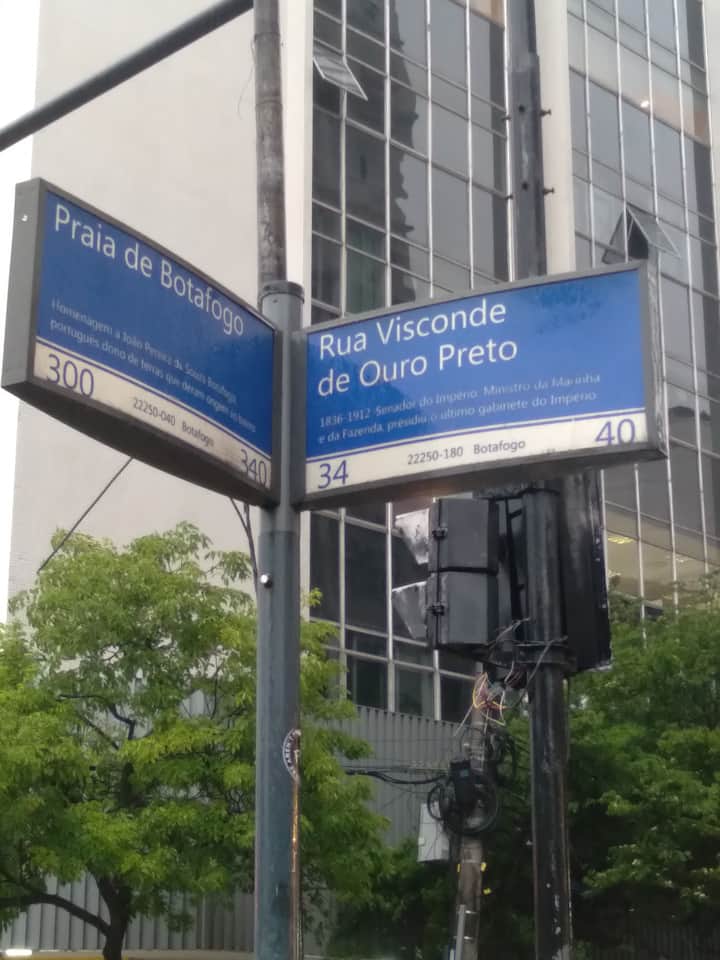 Praia de Botafogo
Homenagem a João Pereira de Souza Botafogo
português dono de terras que deram origem ao bairro
300
22250-040 Botafogo
340
Rua Visconde
de Ouro Preto
1836-1912 Senador do Império. Ministro da Marinha
e da Fazenda, presidiu o último gabinete do Império
34
22250-180 Botafogo
40